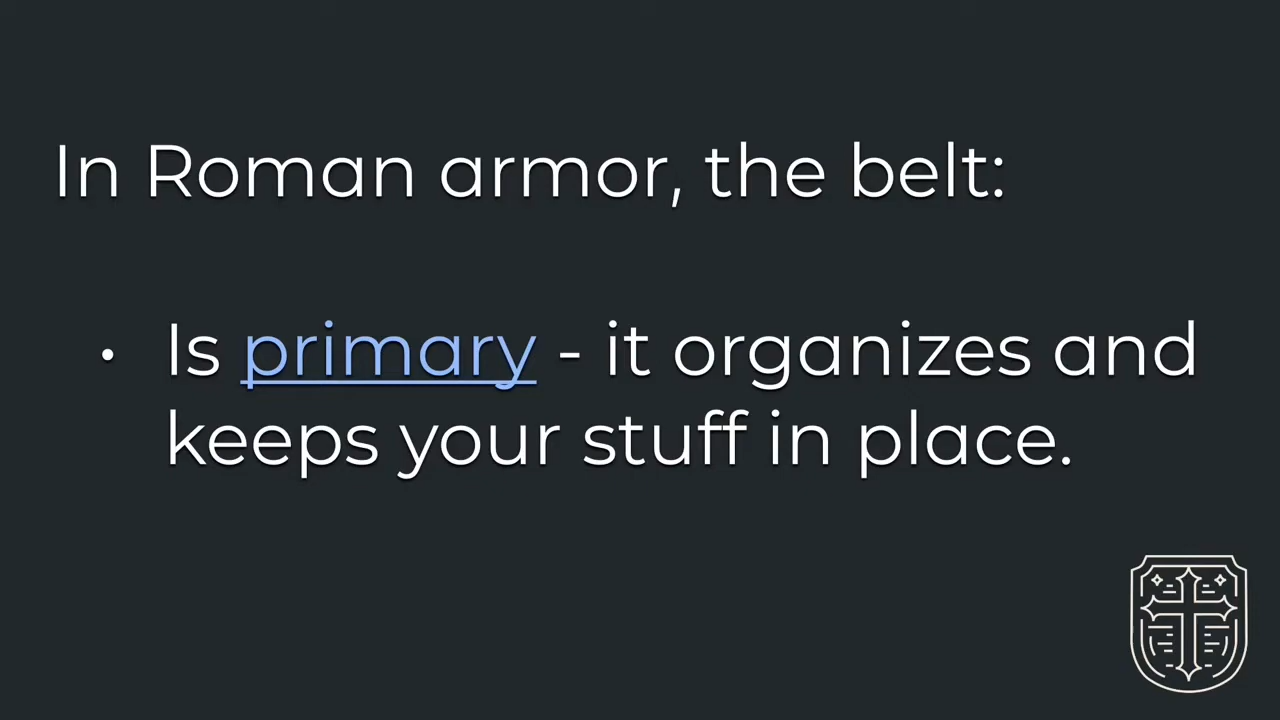 In Roman armor, the belt:
• Is primary - it organizes and
keeps your stuff in place.